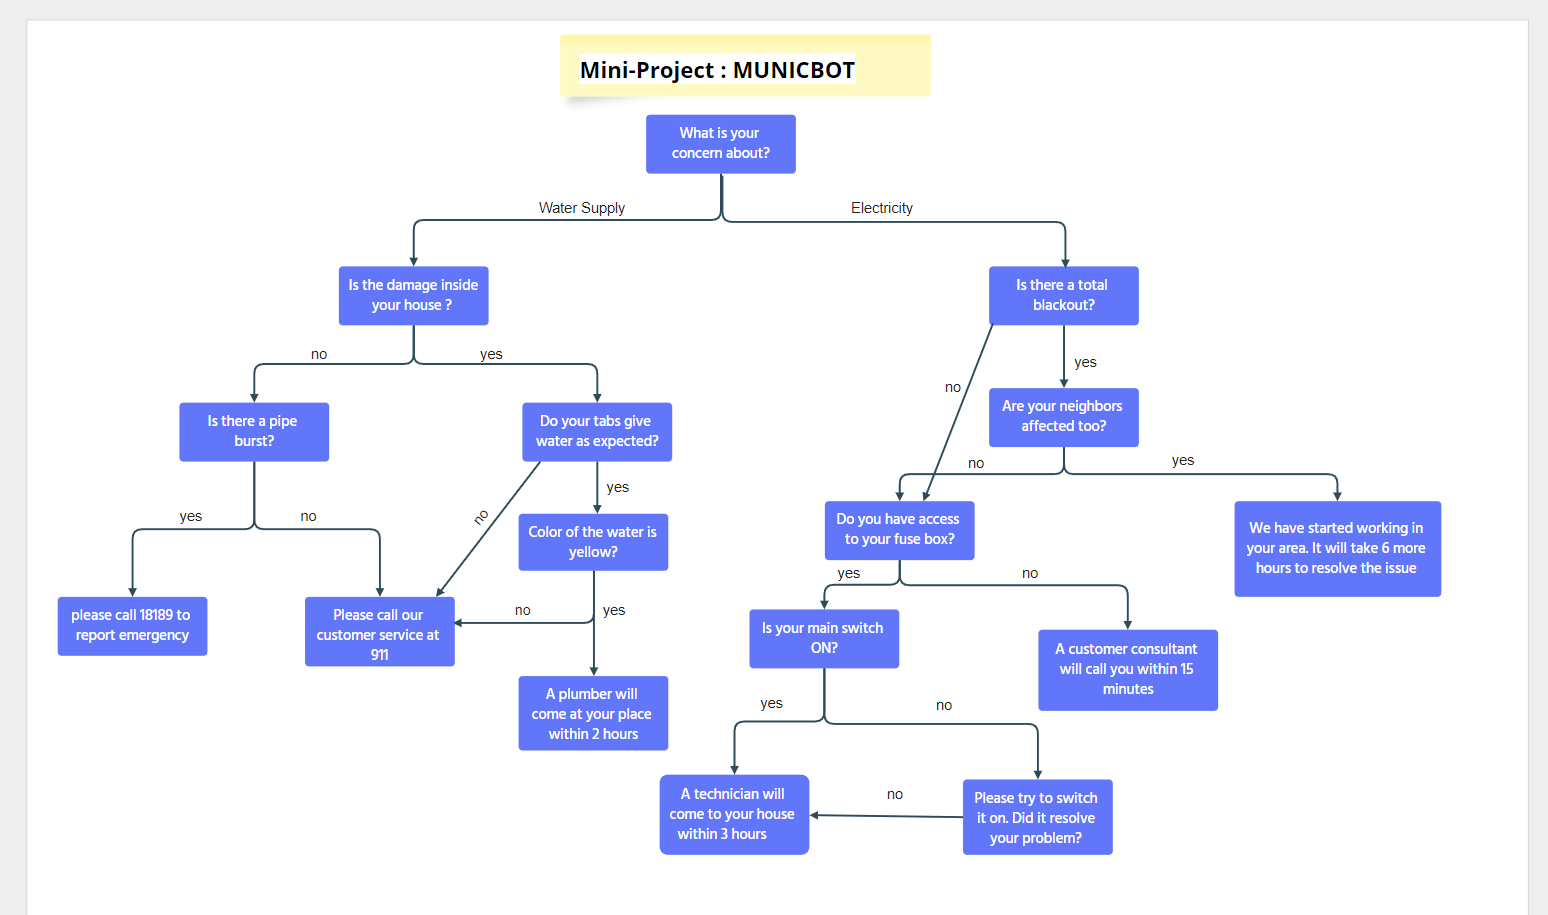 Mini-Project : MUNICBOT
What is your
concern about?
Water Supply
Electricity
Is the damage inside
your house ?
Is there a total
blackout?
no
yes
no
yes
Is there a pipe
burst?
Do your tabs give
water as expected?
Are your neighbors
affected too?
no
yes
yes
no
no
yes
yes
no
Color of the water is
yellow?
Do you have access
to your fuse box?
We have started working in
your area. It will take 6 more
hours to resolve the issue
yes
no
please call 18189 to
report emergency
Please call our
customer service at
911
no
yes
Is your main switch
ON?
A customer consultant
will call you within 15
minutes
A plumber will
come at your place
within 2 hours
yes
no
A technician will
come to your house
within 3 hours
no
Please try to switch
it on. Did it resolve
your problem?